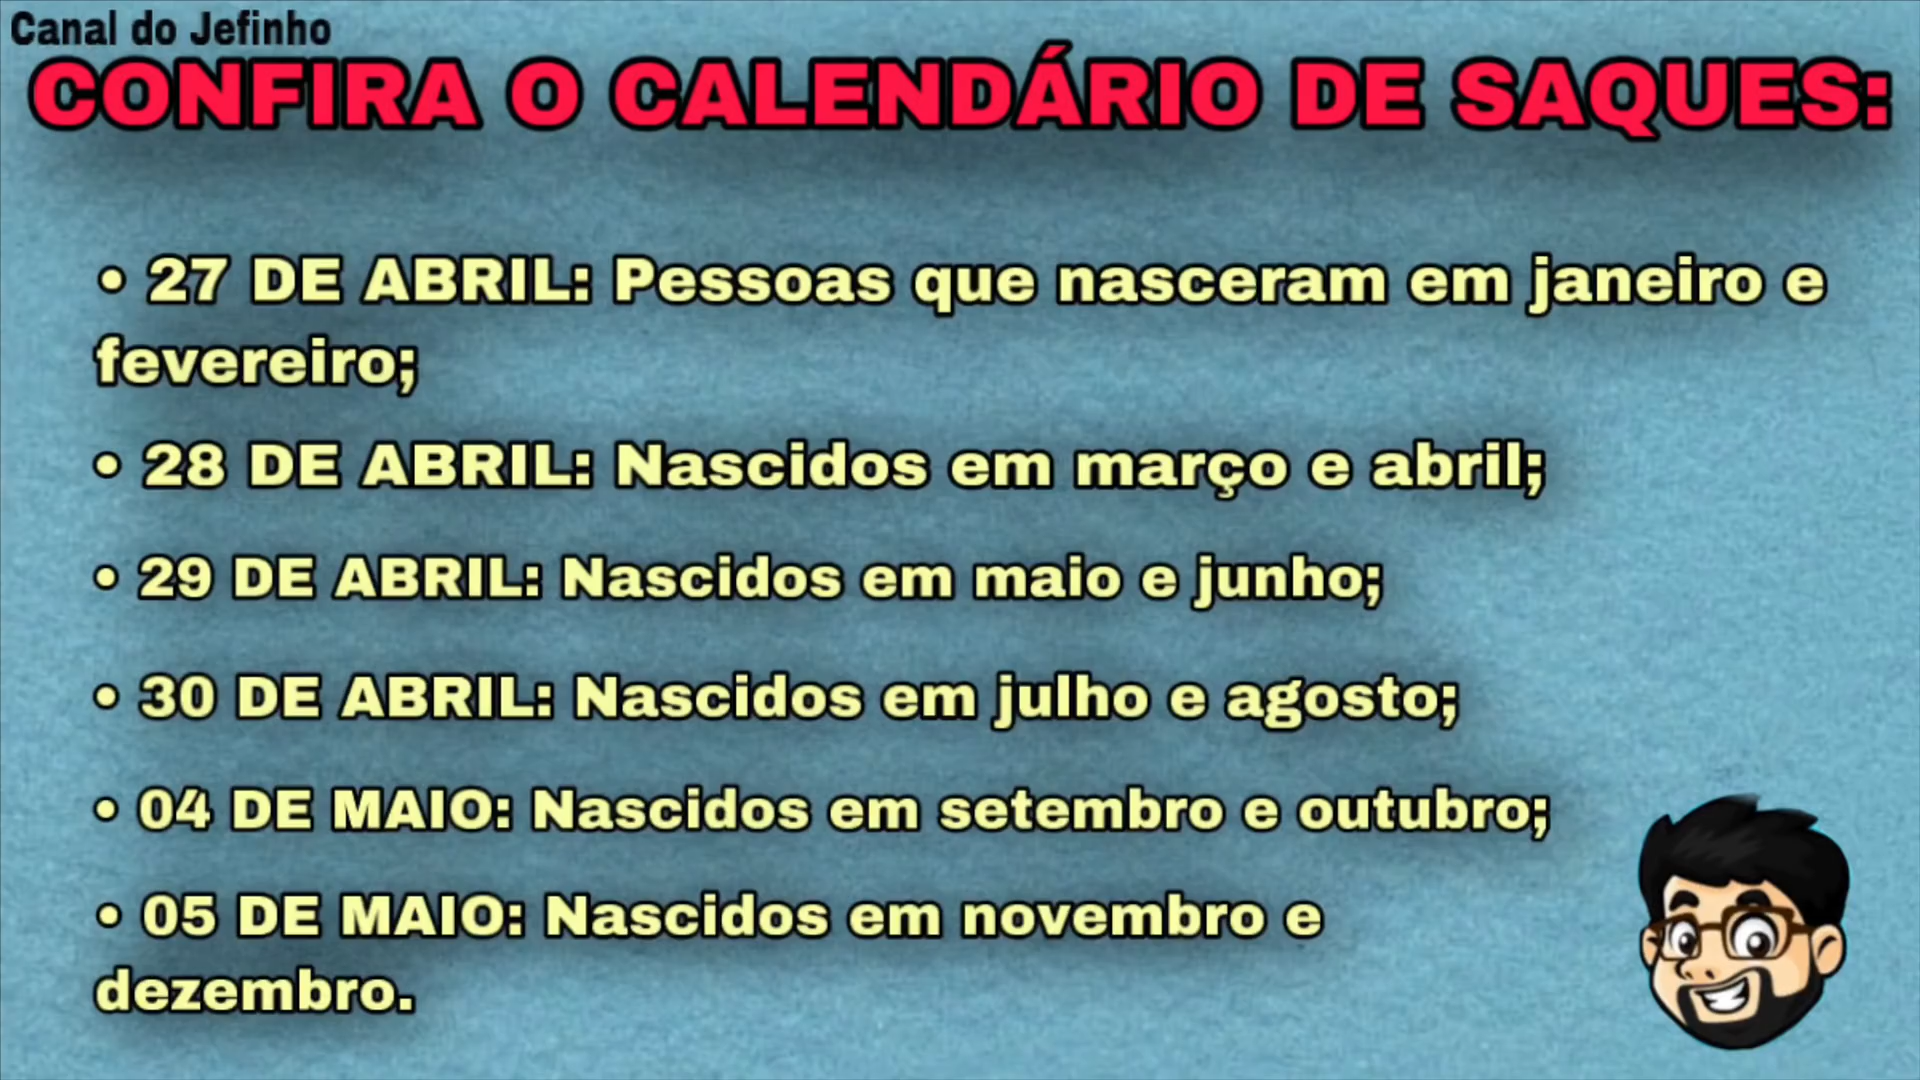 Canal do Jefinho
CONFIRA O CALENDÁRIO DE SAQUES:
• 27 DE ABRIL: Pessoas que nasceram em janeiro e
fevereiro;
• 28 DE ABRIL: Nascidos em março e abril;
• 29 DE ABRIL: Nascidos em maio e junho;
• 30 DE ABRIL: Nascidos em julho e agosto;
• 04 DE MAIO: Nascidos em setembro e outubro;
• 05 DE MAIO: Nascidos em novembro e
dezembro.